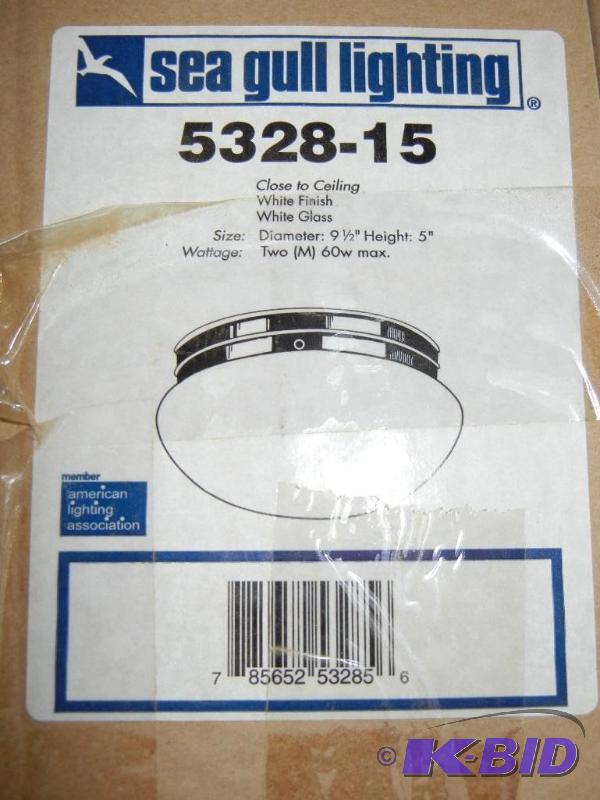 sea gull lighting ®
5328-15
Close to Ceiling
White Finish
White Glass
Size: Diameter: 9 ½" Height: 5"
Wattage: Two (M) 60w max.
member
american
lighting
association
7 85652 53285 6
© K-BID